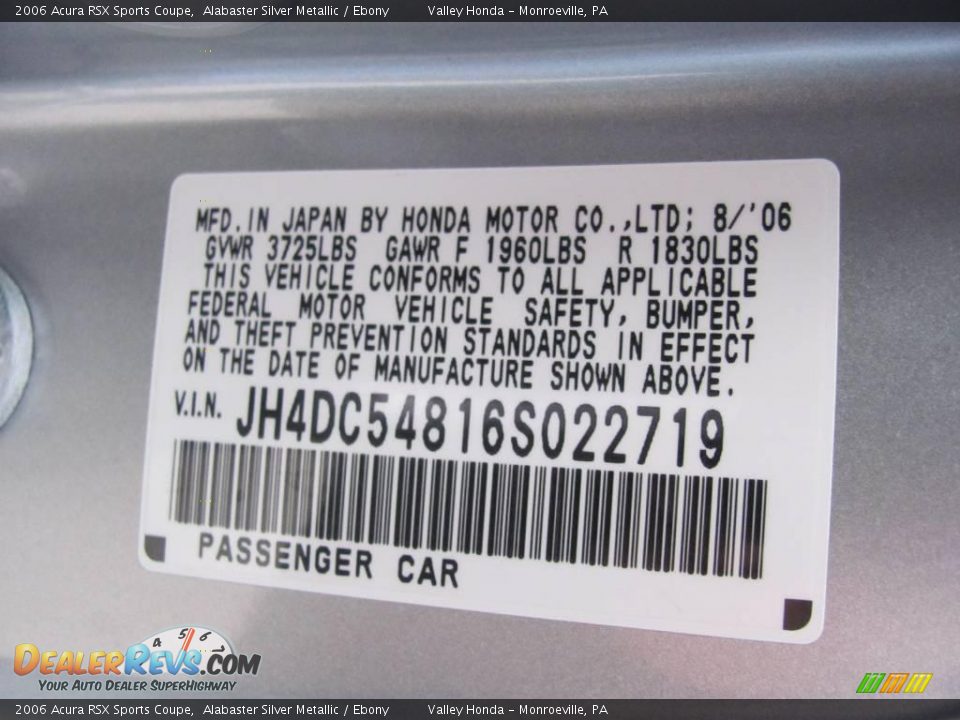 2006 Acura RSX Sports Coupe,  Alabaster Silver Metallic / Ebony          Valley Honda - Monroeville, PA
MFD.IN JAPAN BY HONDA MOTOR CO.,LTD; 8/'06
GVWR 3725LBS GAWR F 1960LBS R 1830LBS
THIS VEHICLE CONFORMS TO ALL APPLICABLE
FEDERAL MOTOR VEHICLE SAFETY, BUMPER,
AND THEFT PREVENTION STANDARDS IN EFFECT
ON THE DATE OF MANUFACTURE SHOWN ABOVE.
V.I.N. JH4DC54816S022719
PASSENGER CAR
4 5 6
DEALERREVS.COM
YOUR AUTO DEALER SUPERHIGHWAY
2006 Acura RSX Sports Coupe,  Alabaster Silver Metallic / Ebony          Valley Honda - Monroeville, PA